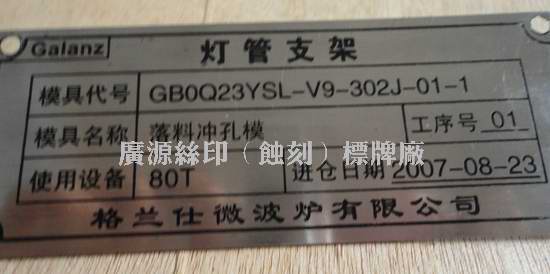 Galanz 灯管支架
模具代号 GB0Q23YSL-V9-302J-01-1
模具名称 落料冲孔模 工序号 01
廣源絲印（蝕刻）標牌廠
使用设备 80T 进仓日期 2007-08-23
格兰仕微波炉有限公司